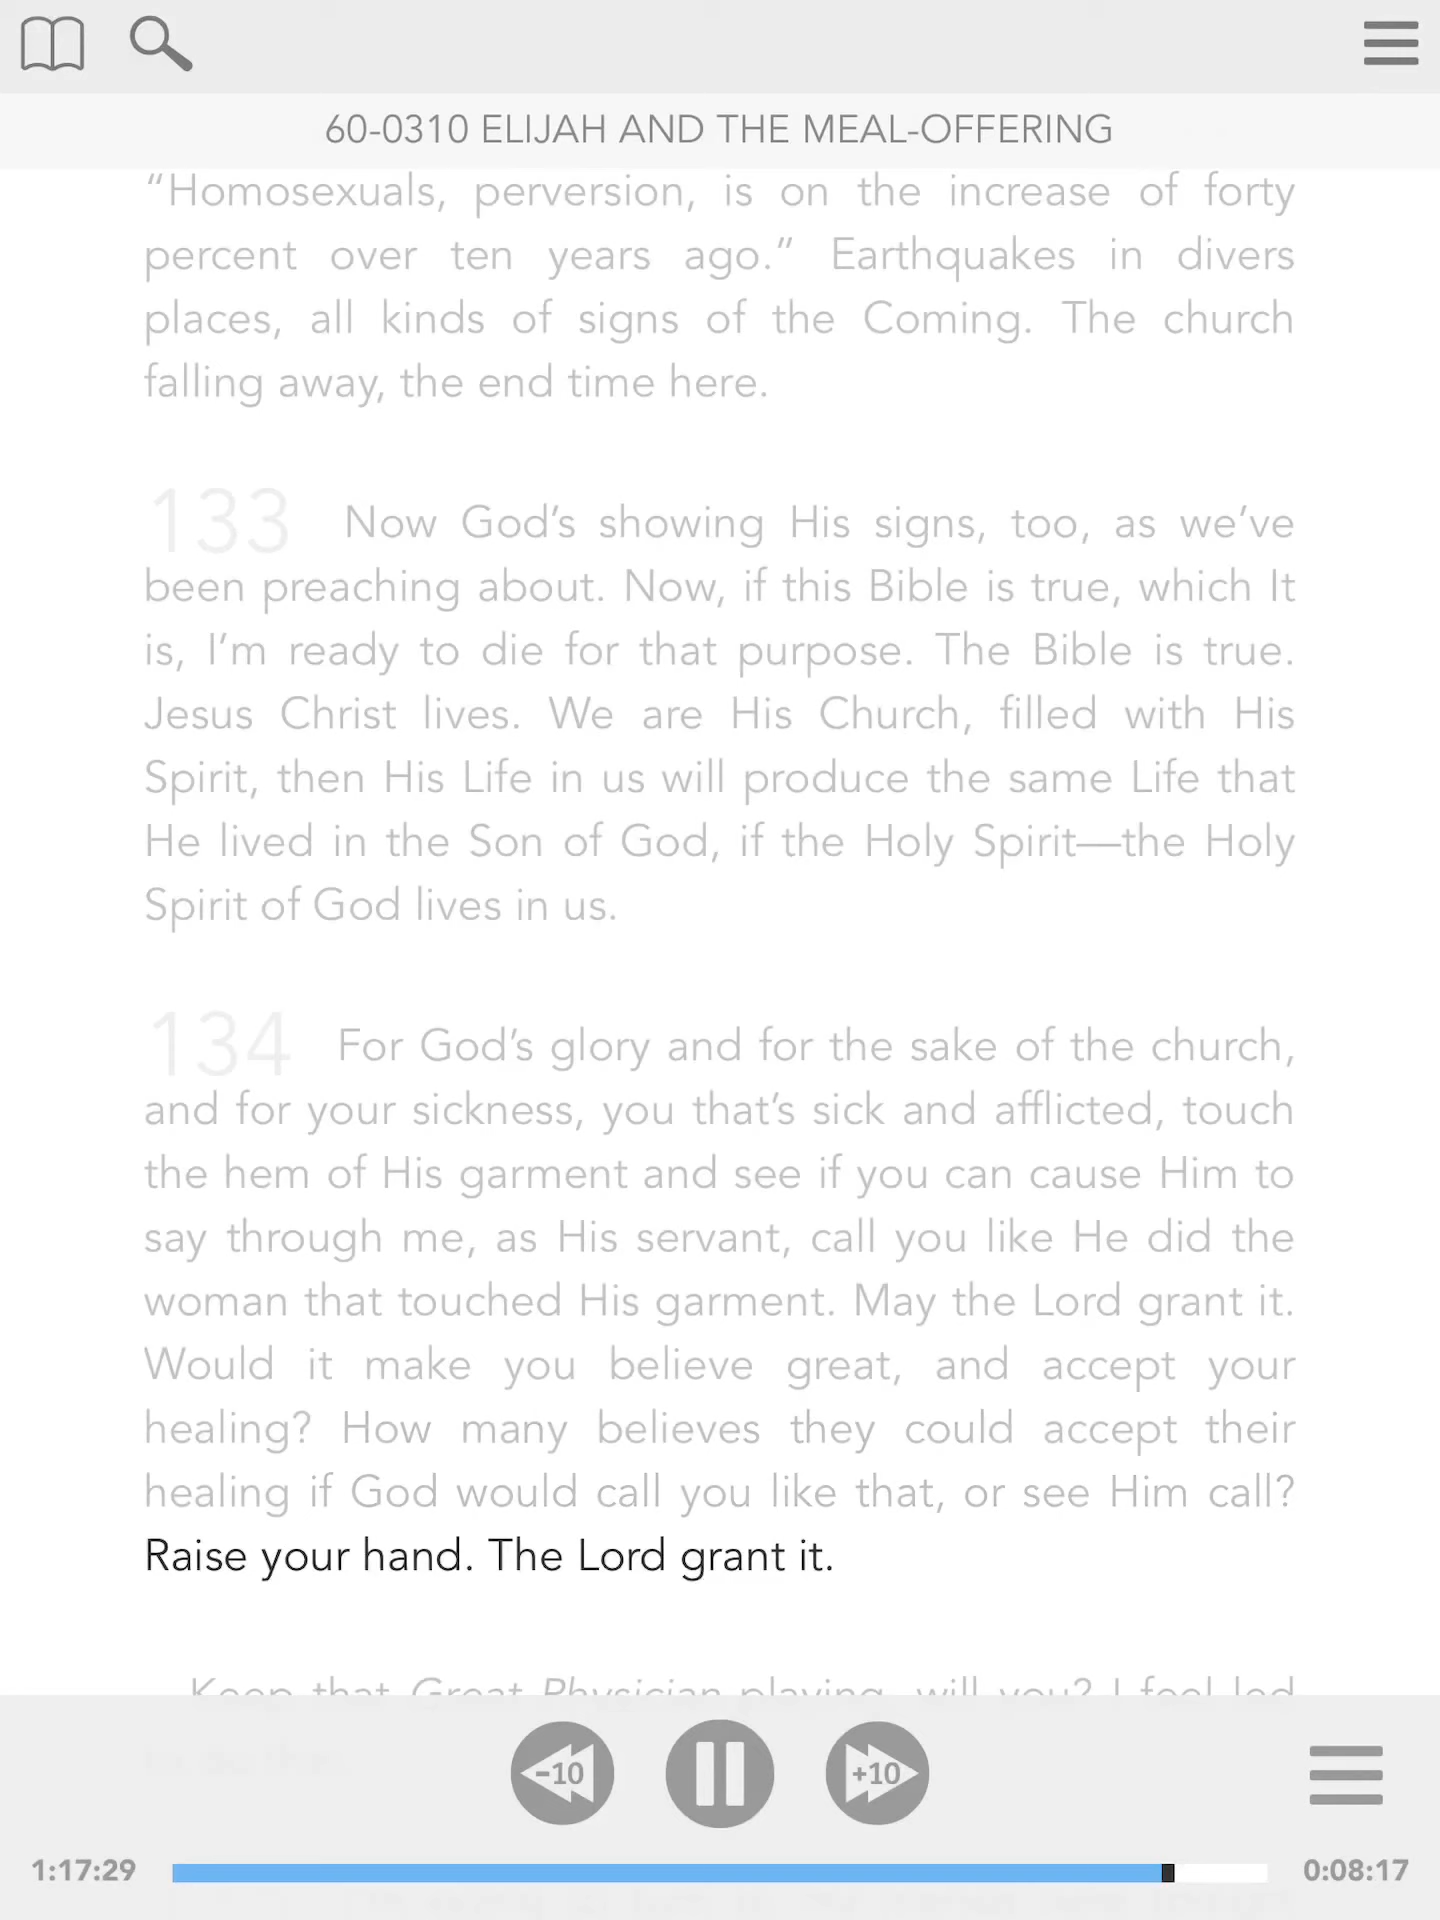 60-0310 ELIJAH AND THE MEAL-OFFERING
“Homosexuals, perversion, is on the increase of forty
percent over ten years ago.” Earthquakes in divers
places, all kinds of signs of the Coming. The church
falling away, the end time here.
133 Now God’s showing His signs, too, as we’ve
been preaching about. Now, if this Bible is true, which It
is, I’m ready to die for that purpose. The Bible is true.
Jesus Christ lives. We are His Church, filled with His
Spirit, then His Life in us will produce the same Life that
He lived in the Son of God, if the Holy Spirit—the Holy
Spirit of God lives in us.
134 For God’s glory and for the sake of the church,
and for your sickness, you that’s sick and afflicted, touch
the hem of His garment and see if you can cause Him to
say through me, as His servant, call you like He did the
woman that touched His garment. May the Lord grant it.
Would it make you believe great, and accept your
healing? How many believes they could accept their
healing if God would call you like that, or see Him call?
Raise your hand. The Lord grant it.
Keep that Great Physician playing, will you? I feel led
-10 +10
1:17:29 0:08:17